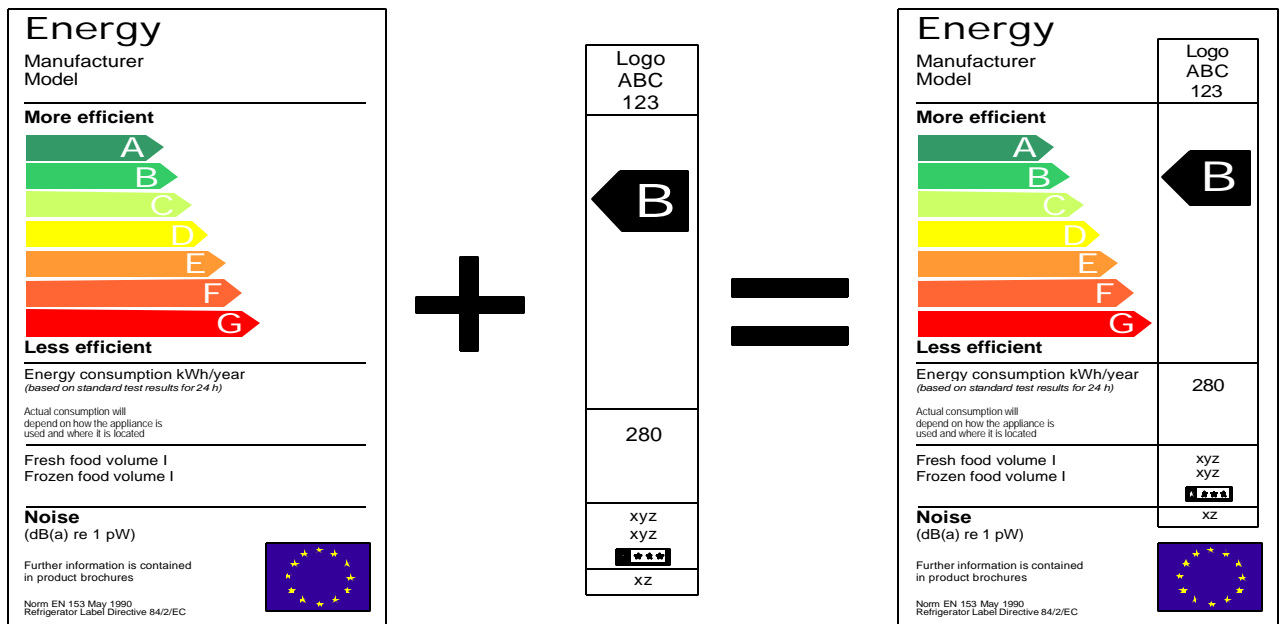 Energy
Manufacturer
Model
More efficient
A
B
C
D
E
F
G
Less efficient
Energy consumption kWh/year
(based on standard test results for 24 h)
Actual consumption will
depend on how the appliance is
used and where it is located
Fresh food volume l
Frozen food volume l
Noise
(dB(a) re 1 pW)
Further information is contained
in product brochures
Norm EN 153 May 1990
Refrigerator Label Directive 84/2/EC
+
Logo
ABC
123
B
280
xyz
xyz
xz
=
Energy
Manufacturer
Model
Logo
ABC
123
More efficient
A
B
B
C
D
E
F
G
Less efficient
Energy consumption kWh/year
(based on standard test results for 24 h)
280
Actual consumption will
depend on how the appliance is
used and where it is located
Fresh food volume l xyz
Frozen food volume l xyz
Noise xz
(dB(a) re 1 pW)
Further information is contained
in product brochures
Norm EN 153 May 1990
Refrigerator Label Directive 84/2/EC